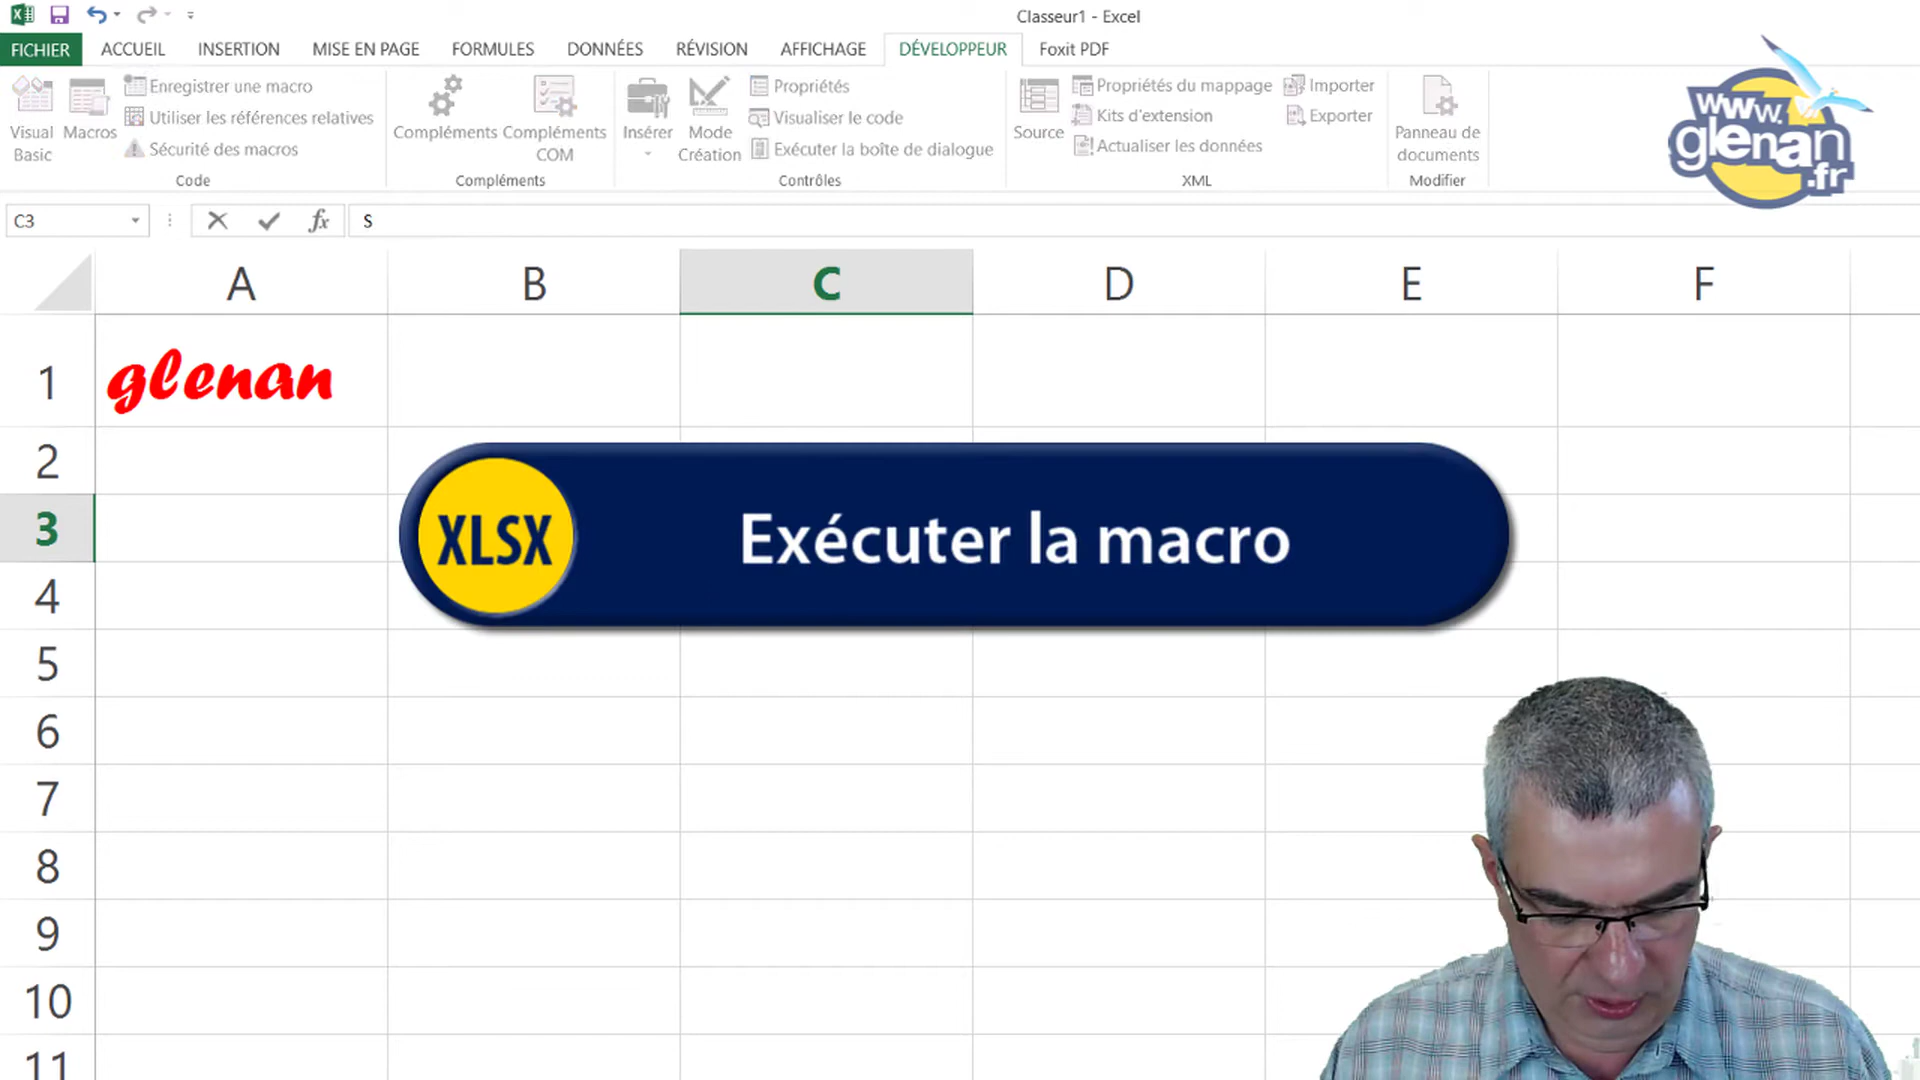 Classeur1 - Excel
FICHIER ACCUEIL INSERTION MISE EN PAGE FORMULES DONNÉES RÉVISION AFFICHAGE DÉVELOPPEUR Foxit PDF
Visual Basic
Macros
Enregistrer une macro
Utiliser les références relatives
Sécurité des macros
Code
Compléments
Compléments COM
Compléments
Insérer
Mode Création
Propriétés
Visualiser le code
Exécuter la boîte de dialogue
Contrôles
Source
Propriétés du mappage
Kits d'extension
Actualiser les données
Importer
Exporter
XML
Panneau de documents
Modifier
www.
glenan
.fr
C3 fx S
A B C D E F
1 glenan
2
XLSX Exécuter la macro
3
4
5
6
7
8
9
10
11